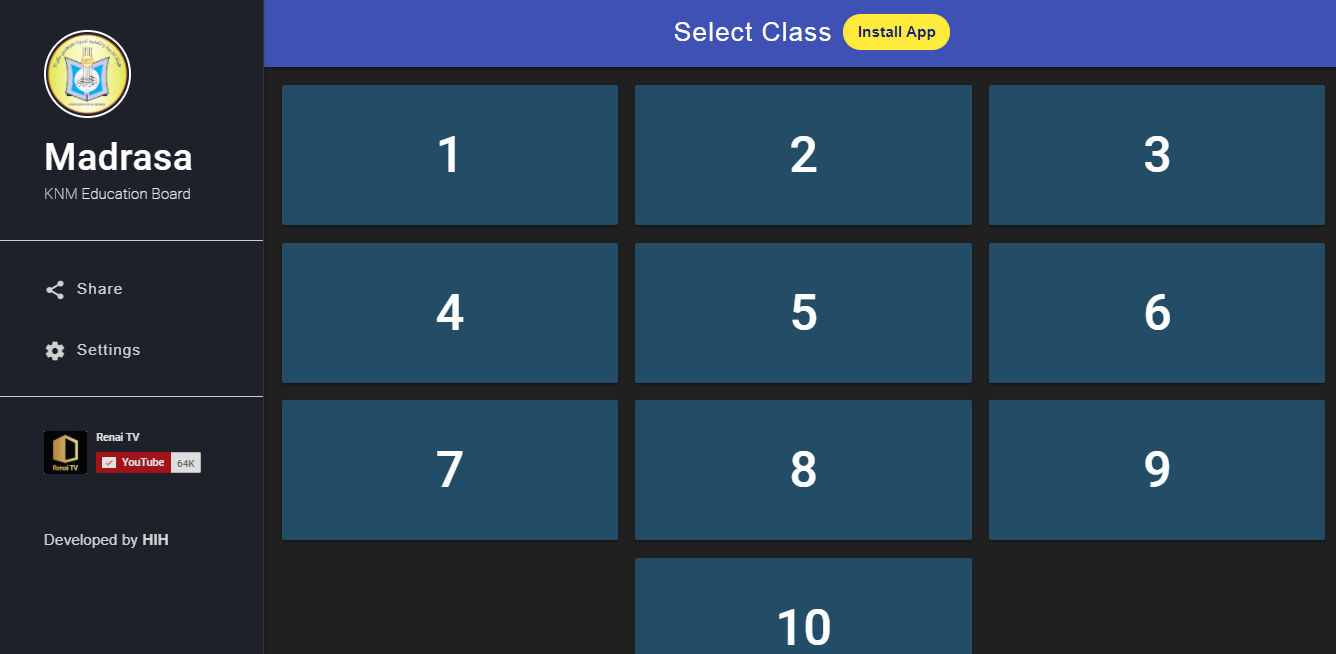 Madrasa
KNM Education Board
Share
Settings
Renai TV
Renai TV
YouTube 64K
Developed by HIH
Select Class
Install App
1
2
3
4
5
6
7
8
9
10